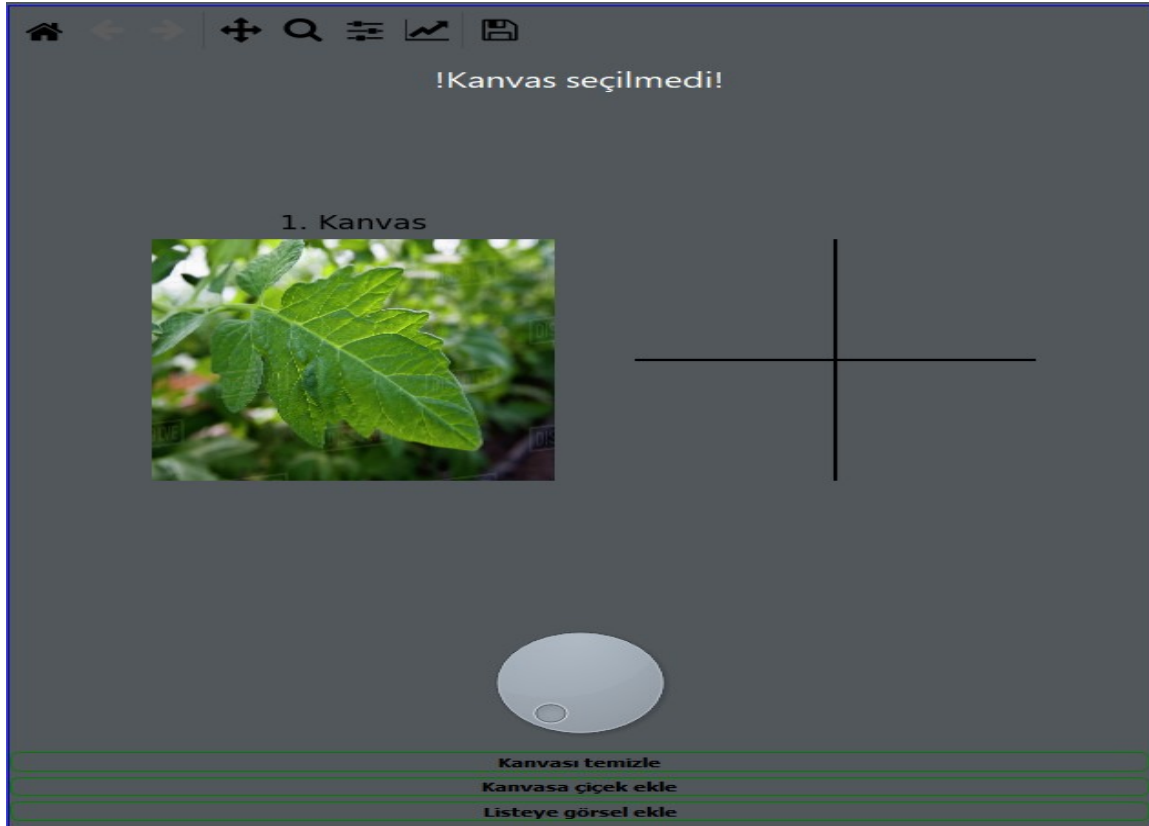 !Kanvas seçilmedi!
1. Kanvas
Kanvası temizle
Kanvasa çiçek ekle
Listeye görsel ekle